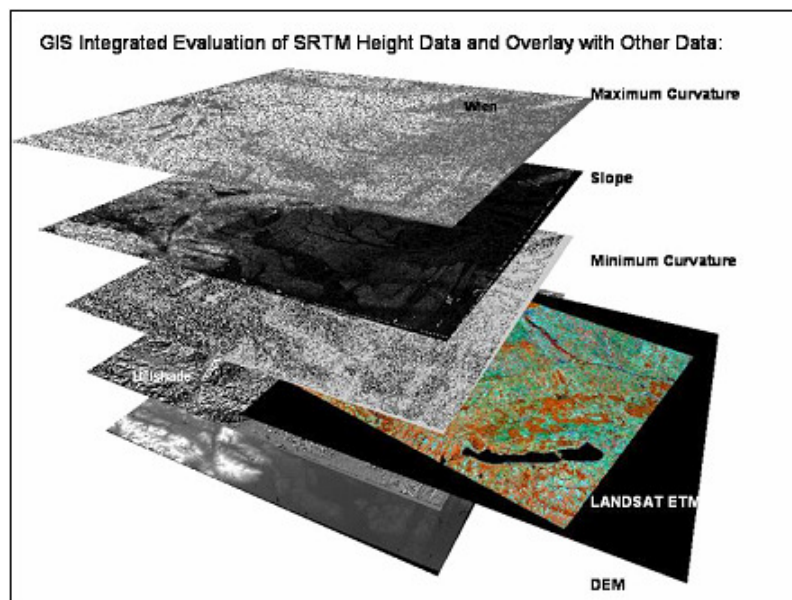 GIS Integrated Evaluation of SRTM Height Data and Overlay with Other Data:
Maximum Curvature
Wien
Slope
Minimum Curvature
Hillshade
LANDSAT ETM
DEM